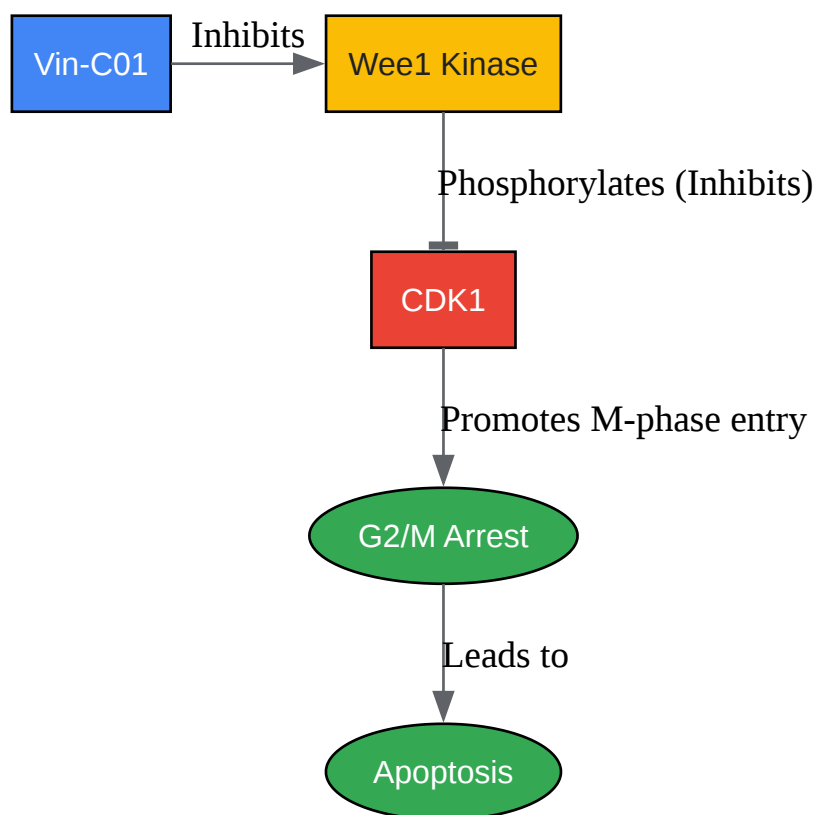 Vin-C01
Inhibits
Wee1 Kinase
Phosphorylates (Inhibits)
CDK1
Promotes M-phase entry
G2/M Arrest
Leads to
Apoptosis